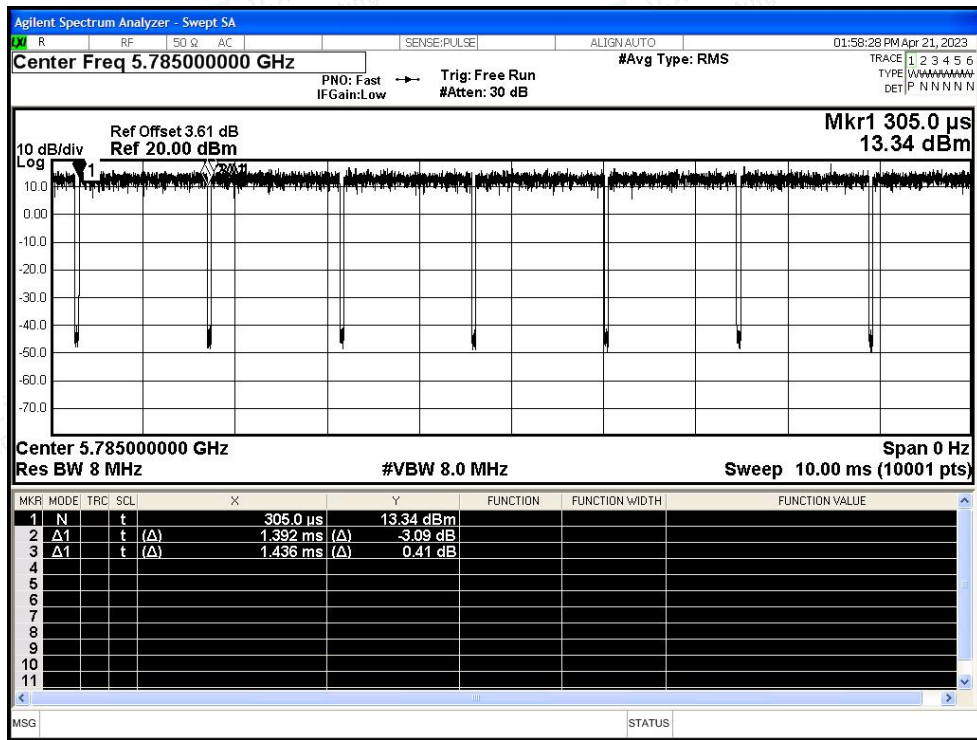 Agilent Spectrum Analyzer - Swept SA
LXI R RF 50 Ω AC SENSE:PULSE ALIGN AUTO 01:58:28 PM Apr 21, 2023
Center Freq 5.785000000 GHz
PNO: Fast
IFGain:Low
Trig: Free Run
#Atten: 30 dB
#Avg Type: RMS
TRACE 1 2 3 4 5 6
TYPE WWWWWW
DET P N N N N N
Mkr1 305.0 µs
13.34 dBm
Ref Offset 3.61 dB
10 dB/div Ref 20.00 dBm
Log
1
10.0
0.00
-10.0
-20.0
-30.0
-40.0
-50.0
-60.0
-70.0
Center 5.785000000 GHz Span 0 Hz
Res BW 8 MHz #VBW 8.0 MHz Sweep 10.00 ms (10001 pts)
MKR MODE TRC SCL X Y FUNCTION FUNCTION WIDTH FUNCTION VALUE
1 N t 305.0 µs 13.34 dBm
2 Δ1 t (Δ) 1.392 ms (Δ) -3.09 dB
3 Δ1 t (Δ) 1.436 ms (Δ) 0.41 dB
4
5
6
7
8
9
10
11
MSG STATUS